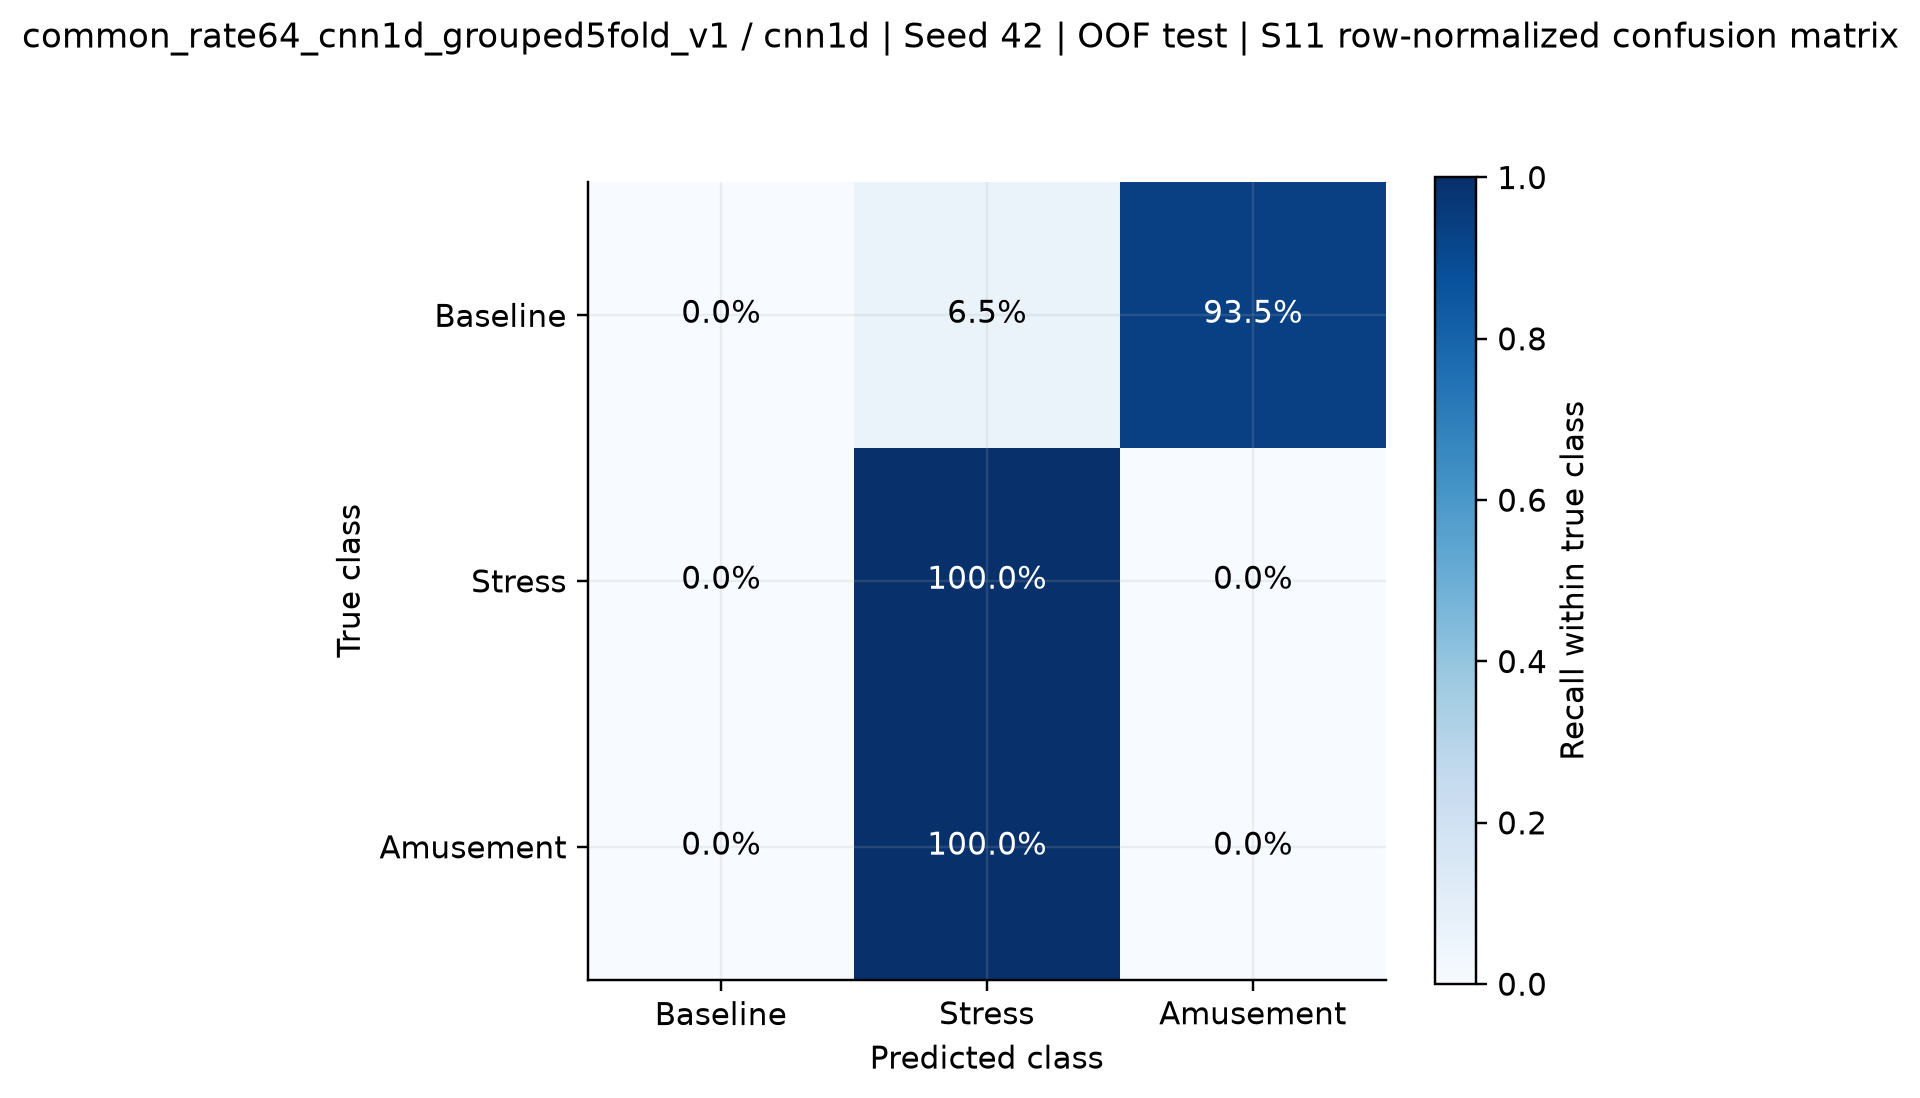 common_rate64_cnn1d_grouped5fold_v1 / cnn1d | Seed 42 | OOF test | S11 row-normalized confusion matrix
True class
Baseline 0.0% 6.5% 93.5%
Stress 0.0% 100.0% 0.0%
Amusement 0.0% 100.0% 0.0%
Baseline Stress Amusement
Predicted class
1.0
0.8
0.6
0.4
0.2
0.0
Recall within true class